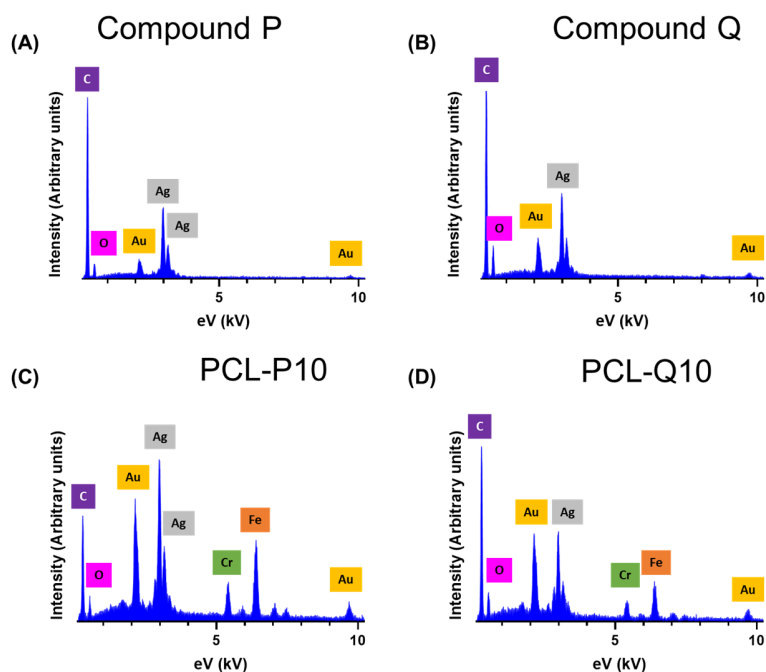 (A)
Compound P
Intensity (Arbitrary units)
C
O
Au
Ag
Ag
Au
5
10
eV (kV)
(B)
Compound Q
Intensity (Arbitrary units)
C
O
Au
Ag
Au
5
10
eV (kV)
(C)
PCL-P10
Intensity (Arbitrary units)
C
O
Au
Ag
Ag
Cr
Fe
Au
5
10
eV (kV)
(D)
PCL-Q10
Intensity (Arbitrary units)
C
O
Au
Ag
Cr
Fe
Au
5
10
eV (kV)